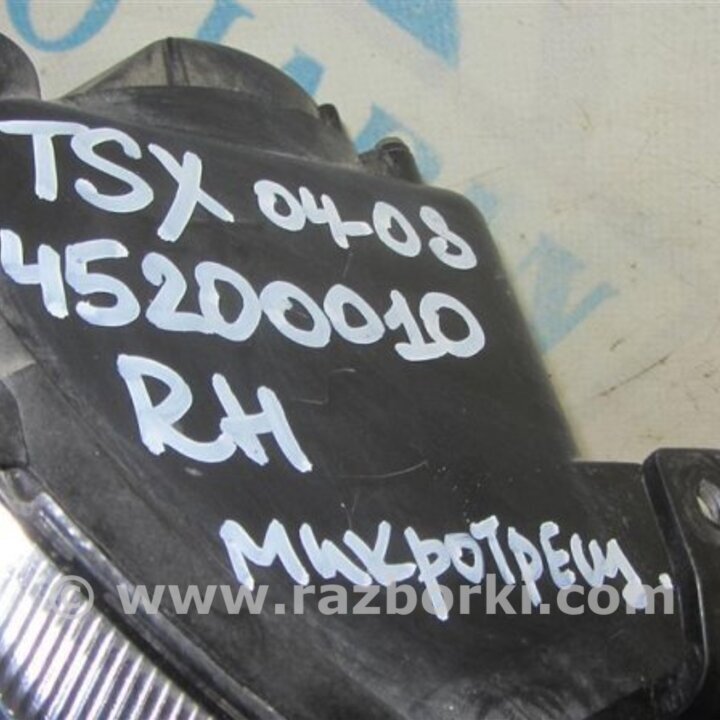 TSX 04-08
45200010
RH
микротрещ.
© www.razborki.com